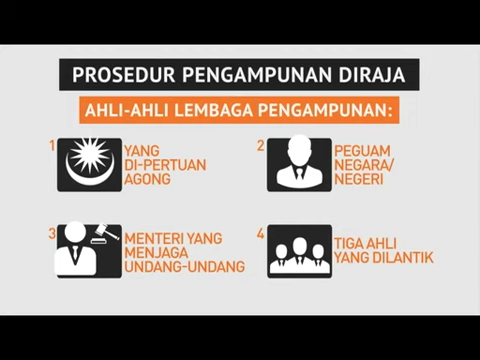 PROSEDUR PENGAMPUNAN DIRAJA
AHLI-AHLI LEMBAGA PENGAMPUNAN:
1
YANG
DI-PERTUAN
AGONG
2
PEGUAM
NEGARA/
NEGERI
3
MENTERI YANG
MENJAGA
UNDANG-UNDANG
4
TIGA AHLI
YANG DILANTIK